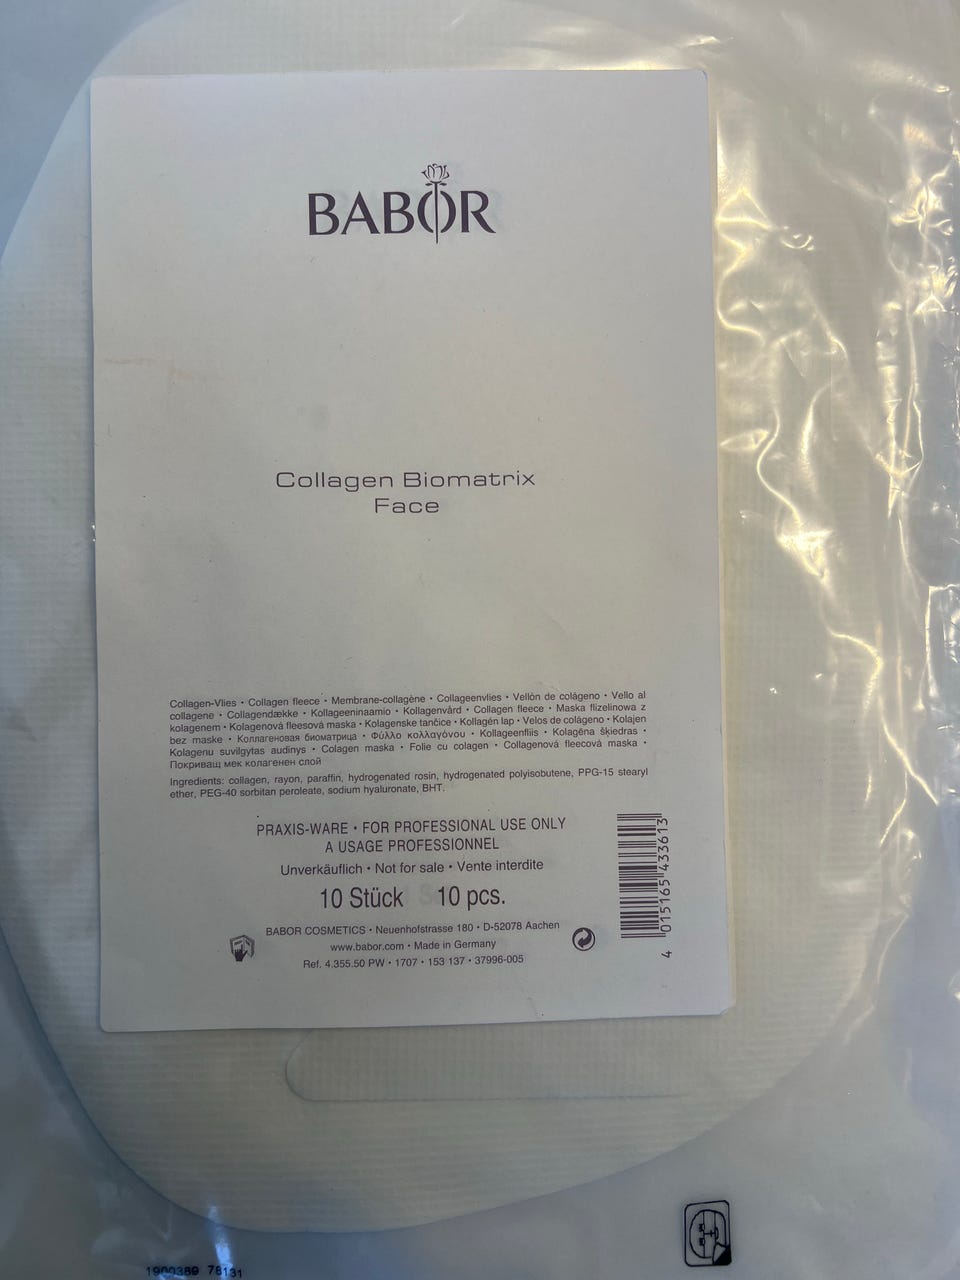 BABOR
Collagen Biomatrix
Face
Collagen-Vlies • Collagen fleece • Membrane-collagène • Collageenvlies • Vellón de colágeno • Vello al
collagene • Collagendække • Kollageeninaamio • Kollagenvård • Collagen fleece • Maska flizelinowa z
kolagenem • Kolagenová fleesová maska • Kolagenske tančice • Kollagén lap • Velos de colágeno • Kolajen
bez maske • Коллагеновая биоматрица • Φύλλο κολλαγόνου • Kollageenfliis • Kolagēna šķiedras •
Kolagenu suvilgytas audinys • Colagen maska • Folie cu colagen • Collagenová fleecová maska •
Покриващ мек колагенен слой
Ingredients: collagen, rayon, paraffin, hydrogenated rosin, hydrogenated polyisobutene, PPG-15 stearyl
ether, PEG-40 sorbitan peroleate, sodium hyaluronate, BHT.
PRAXIS-WARE • FOR PROFESSIONAL USE ONLY
A USAGE PROFESSIONNEL
Unverkäuflich • Not for sale • Vente interdite
10 Stück 10 pcs.
BABOR COSMETICS • Neuenhofstrasse 180 • D-52078 Aachen
www.babor.com • Made in Germany
Ref. 4.355.50 PW • 1707 • 153 137 • 37996-005
4 015165 433613
1900389 78131